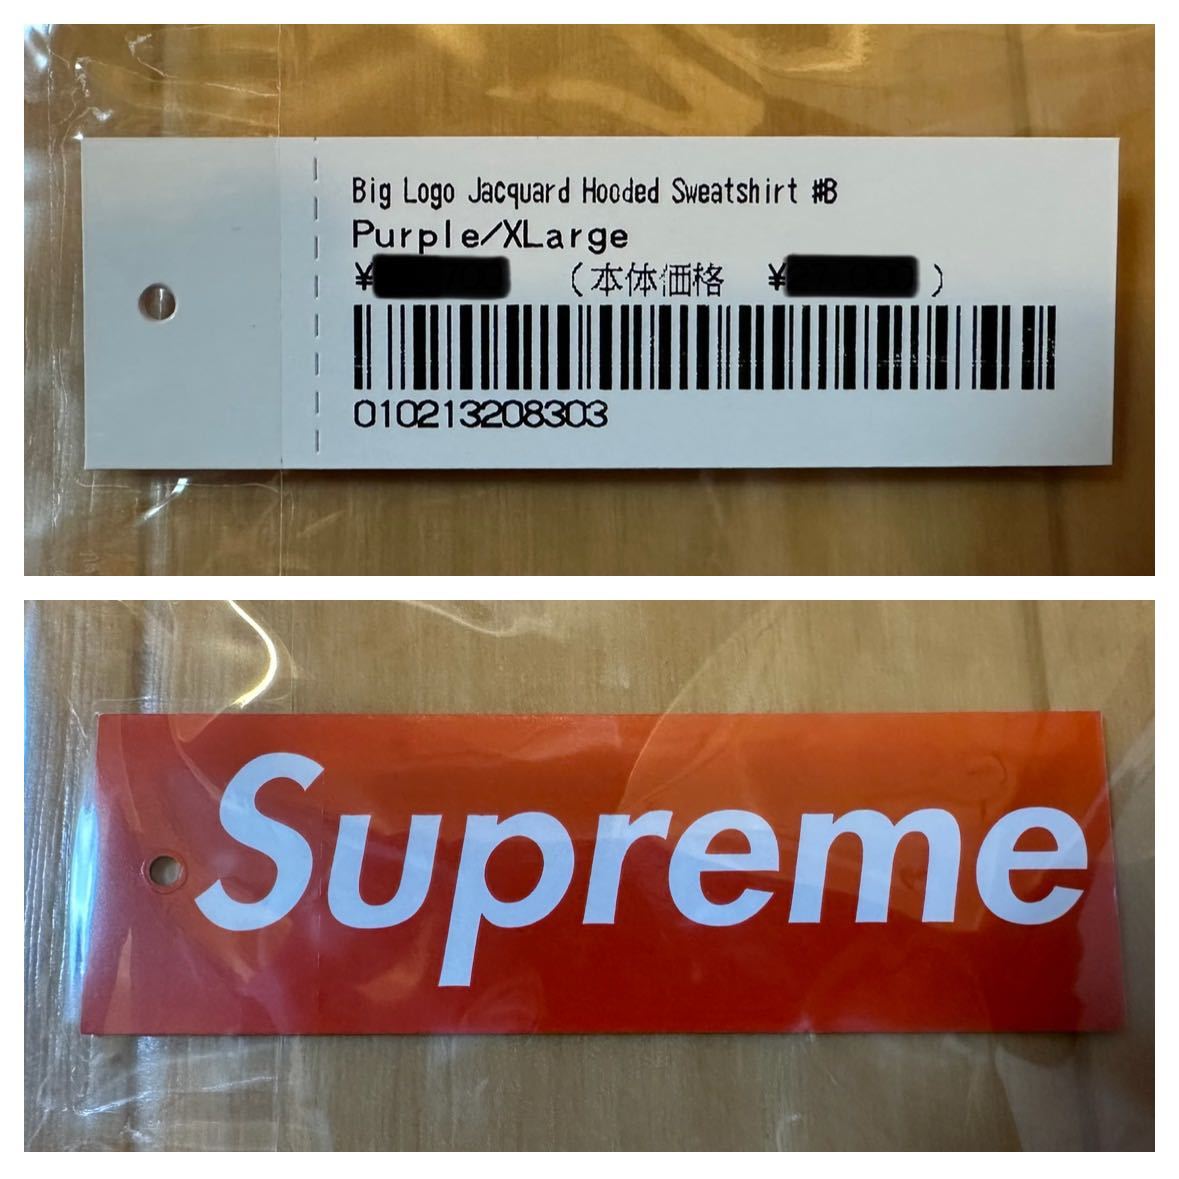 Big Logo Jacquard Hooded Sweatshirt #B
Purple/XLarge
¥ (本体価格 ¥ )
010213208303
Supreme